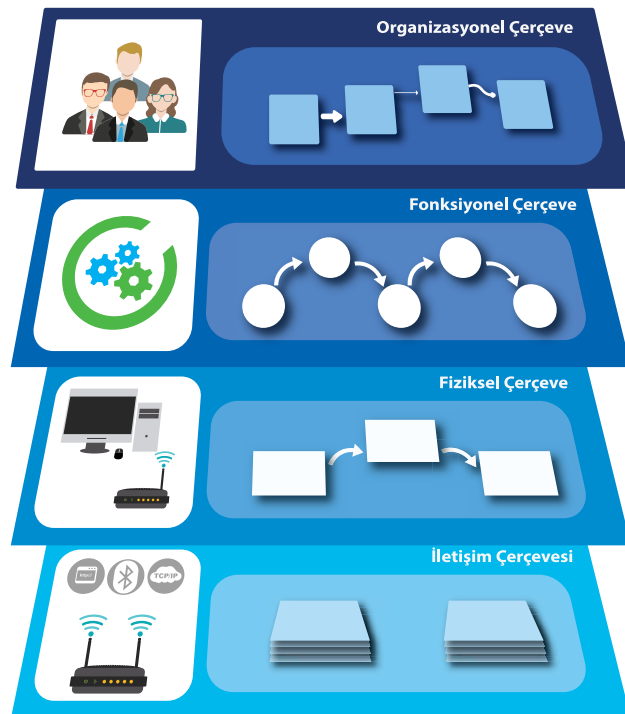 Organizasyonel Çerçeve
Fonksiyonel Çerçeve
Fiziksel Çerçeve
İletişim Çerçevesi
TCP/IP